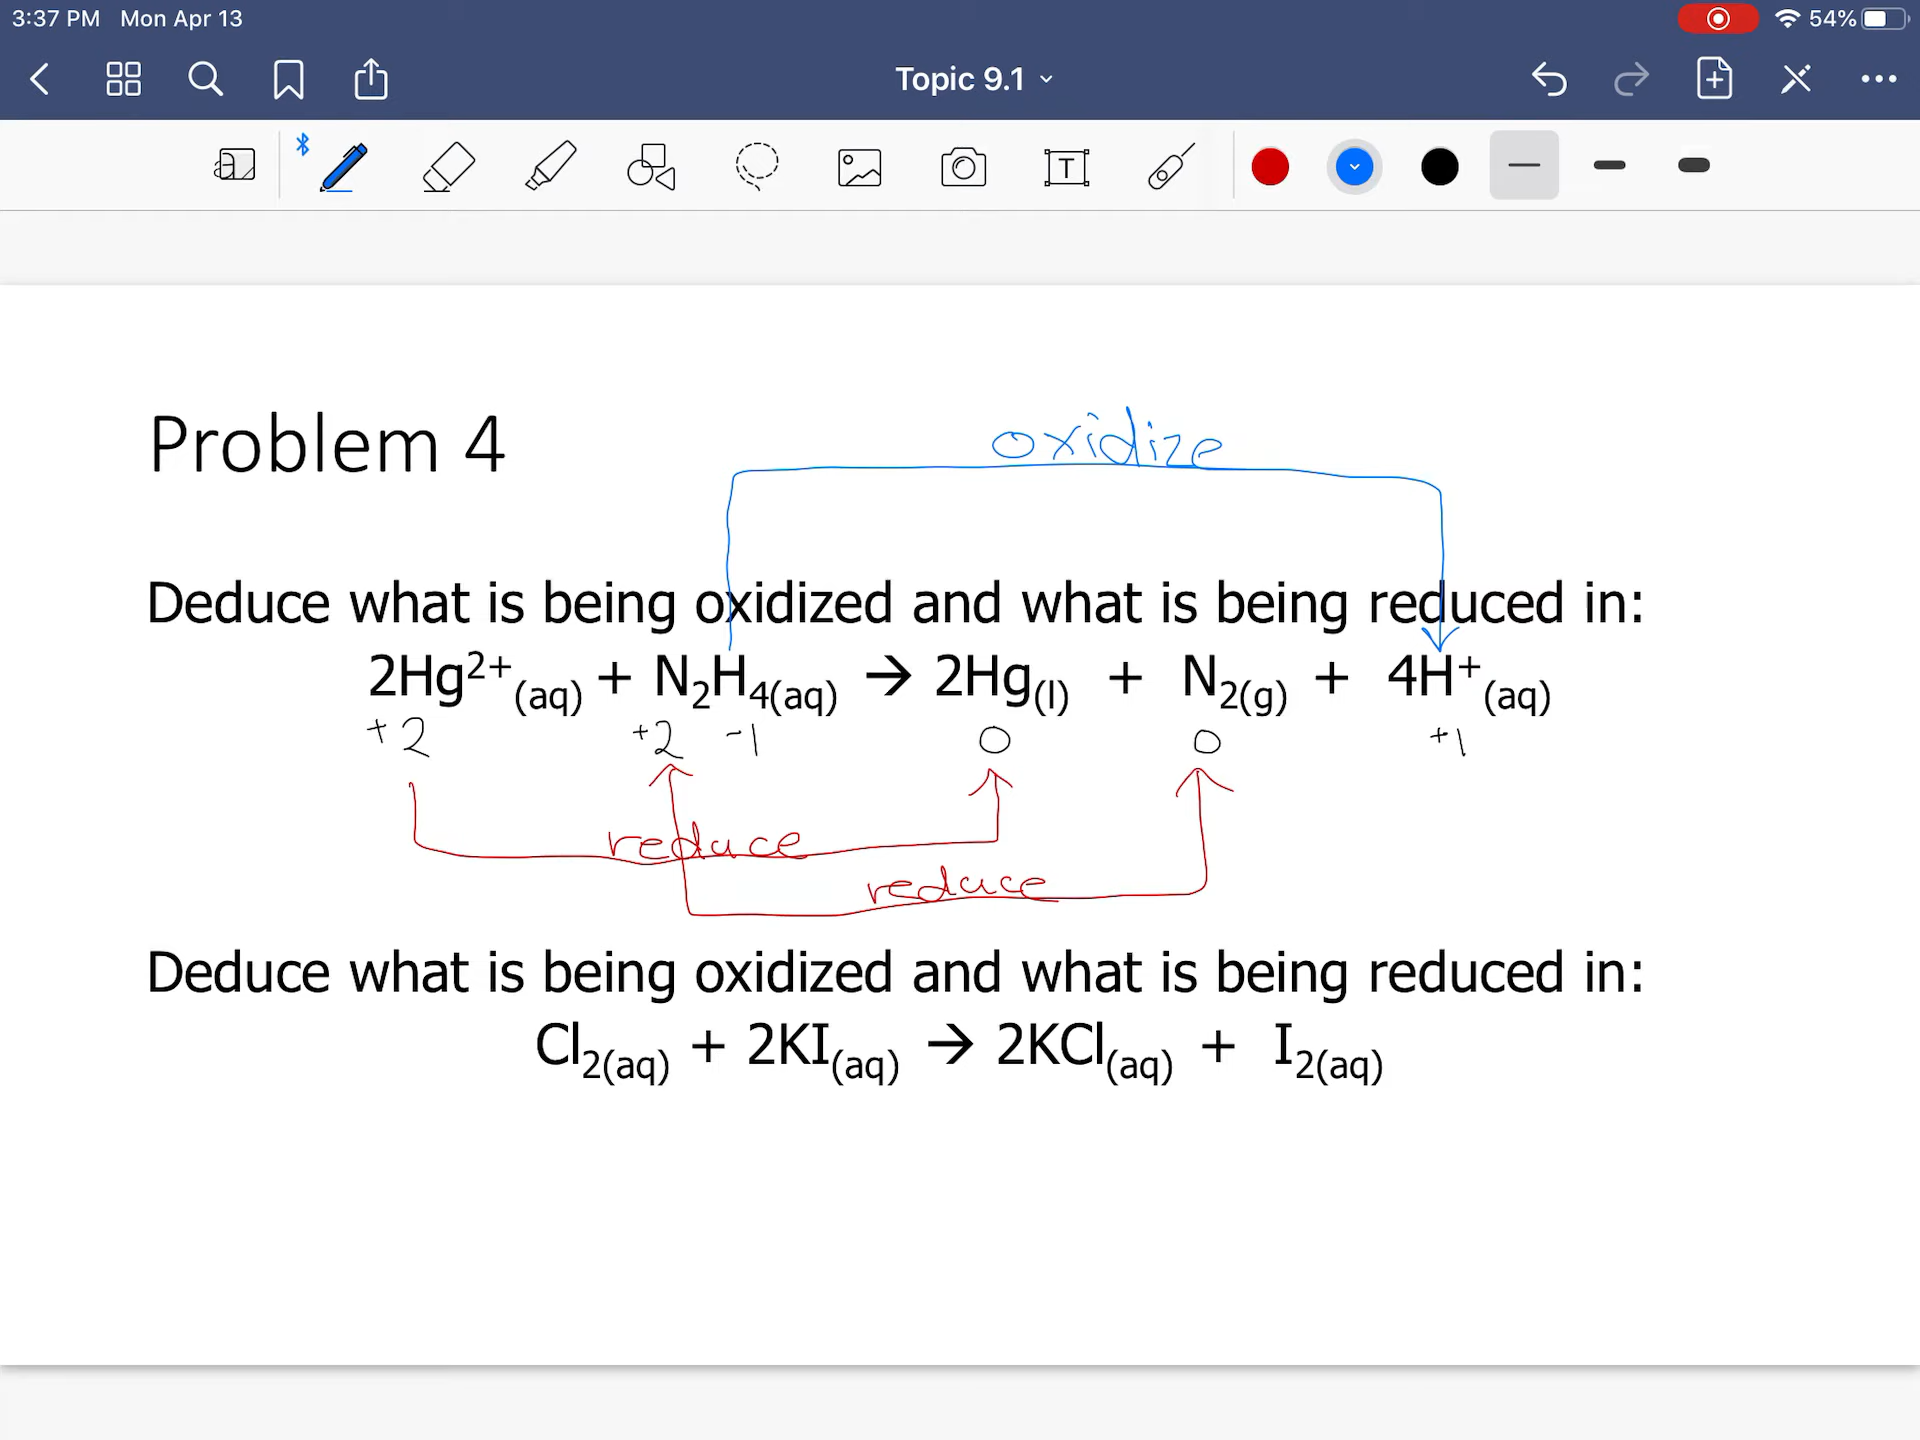 3:37 PM Mon Apr 13
54%
Topic 9.1
a
T
Problem 4
oxidize
Deduce what is being oxidized and what is being reduced in:
2Hg²⁺(aq) + N₂H₄(aq) → 2Hg(l) + N₂(g) + 4H⁺(aq)
+2 +2 -1 0 0 +1
reduce
reduce
Deduce what is being oxidized and what is being reduced in:
Cl₂(aq) + 2KI(aq) → 2KCl(aq) + I₂(aq)